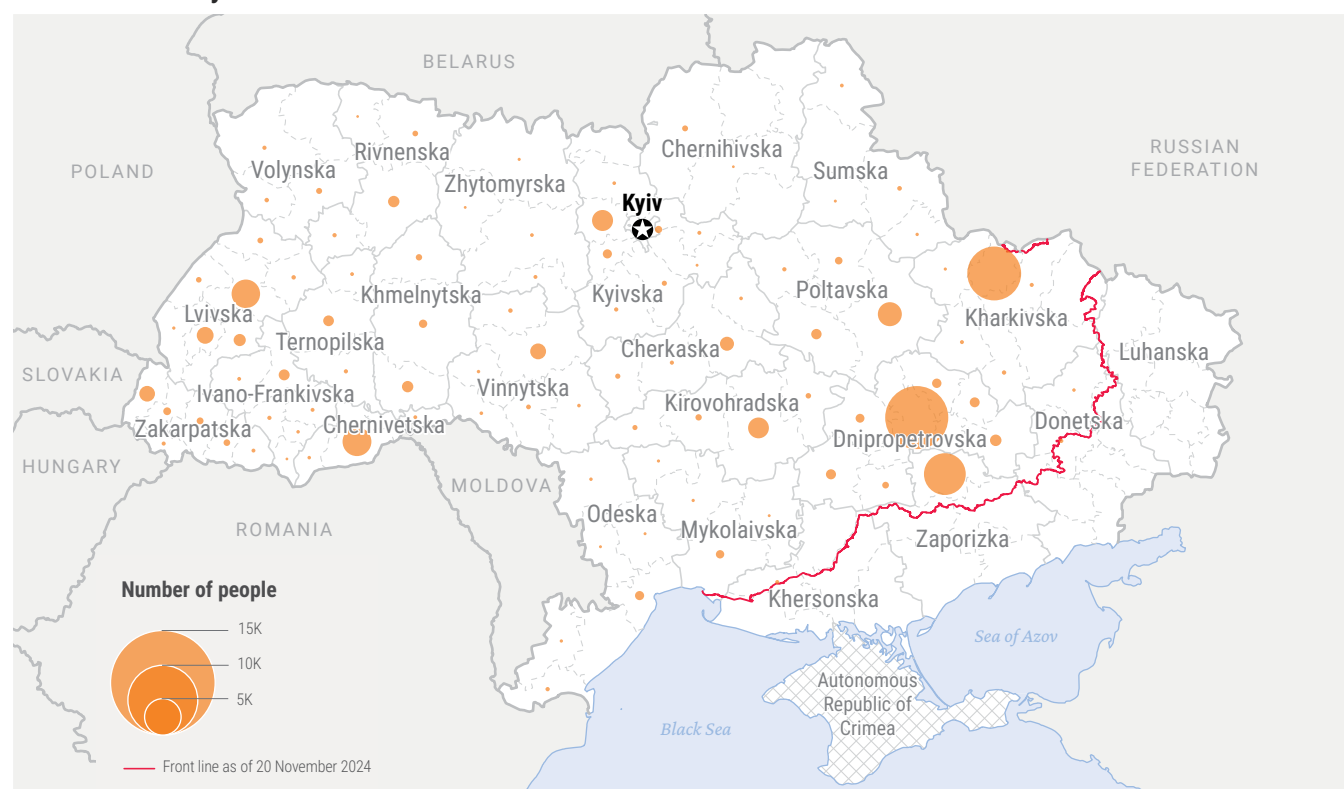 BELARUS
POLAND
RUSSIAN
FEDERATION
Volynska
Rivnenska
Zhytomyrska
Chernihivska
Sumska
Kyiv
Lvivska
Khmelnytska
Ternopilska
Kyivska
Poltavska
Kharkivska
Luhanska
SLOVAKIA
Ivano-Frankivska
Vinnytska
Cherkaska
Kirovohradska
Zakarpatska
Chernivetska
Dnipropetrovska
Donetska
HUNGARY
MOLDOVA
ROMANIA
Odeska
Mykolaivska
Zaporizka
Khersonska
Sea of Azov
Autonomous
Republic of
Crimea
Black Sea
Number of people
15K
10K
5K
Front line as of 20 November 2024